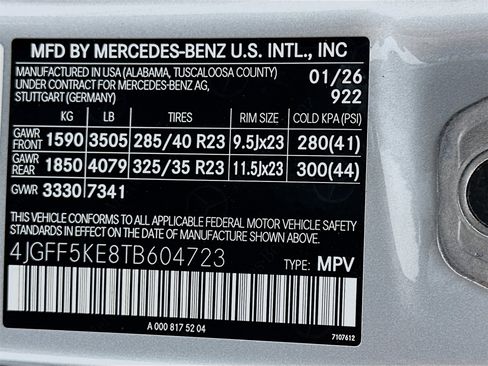 MFD BY MERCEDES-BENZ U.S. INTL., INC
MANUFACTURED IN USA (ALABAMA, TUSCALOOSA COUNTY) 01/26
UNDER CONTRACT FOR MERCEDES-BENZ AG, 922
STUTTGART (GERMANY)
KG LB TIRES RIM SIZE COLD KPA (PSI)
GAWR FRONT 1590 3505 285/40 R23 9.5Jx23 280(41)
GAWR REAR 1850 4079 325/35 R23 11.5Jx23 300(44)
GVWR 3330 7341
THIS VEHICLE CONFORMS TO ALL APPLICABLE FEDERAL MOTOR VEHICLE SAFETY
STANDARDS IN EFFECT ON THE DATE OF MANUFACTURE SHOWN ABOVE.
4JGFF5KE8TB604723 TYPE: MPV
A 000 817 52 04
7107612